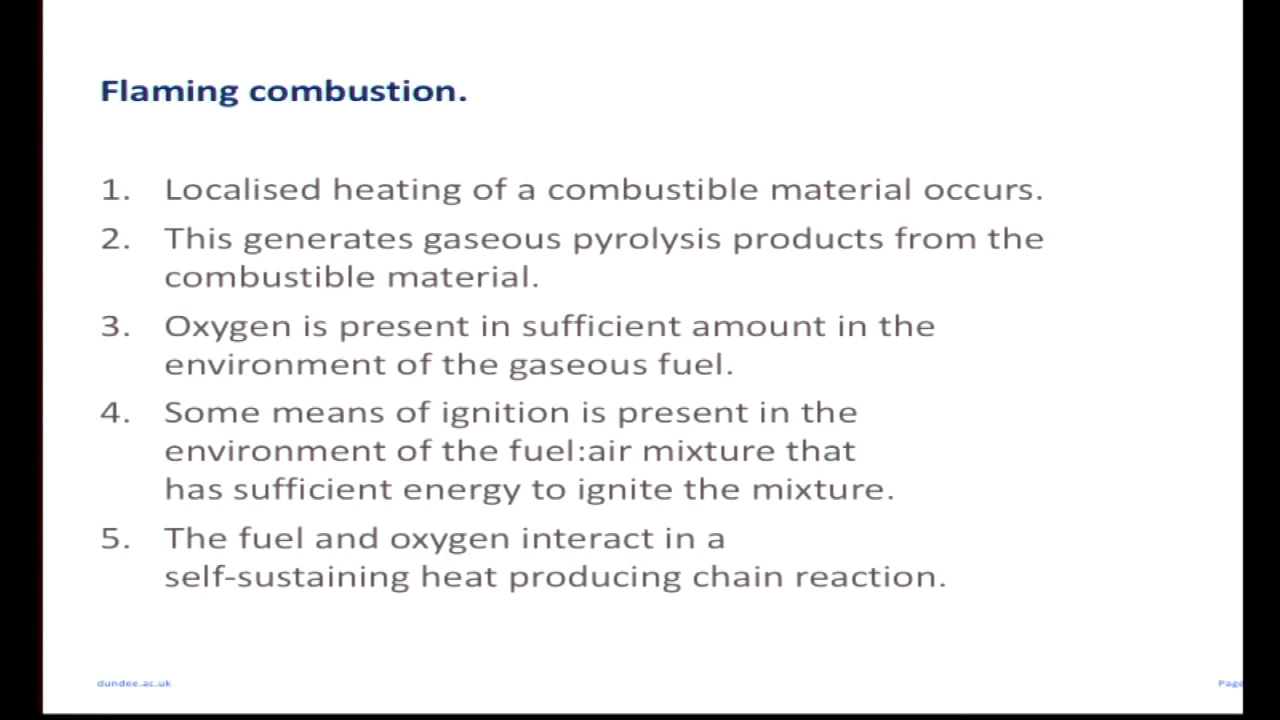 Flaming combustion.
1. Localised heating of a combustible material occurs.
2. This generates gaseous pyrolysis products from the
combustible material.
3. Oxygen is present in sufficient amount in the
environment of the gaseous fuel.
4. Some means of ignition is present in the
environment of the fuel:air mixture that
has sufficient energy to ignite the mixture.
5. The fuel and oxygen interact in a
self-sustaining heat producing chain reaction.
dundee.ac.uk
Page